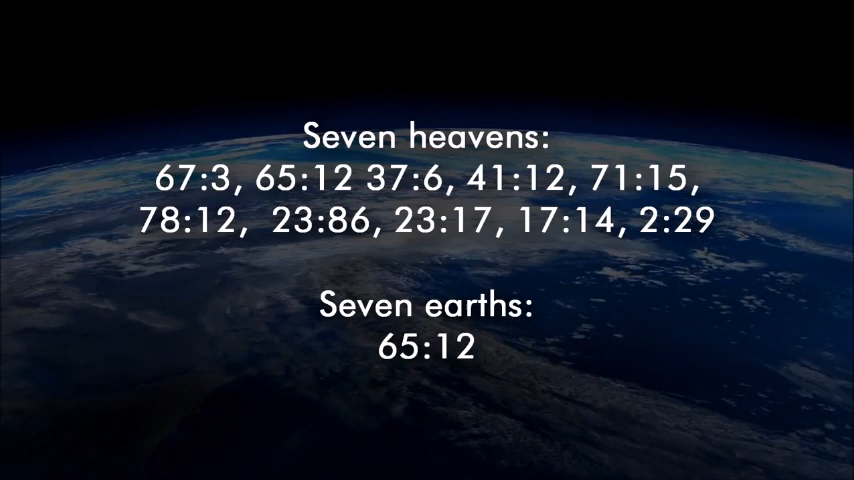 Seven heavens:
67:3, 65:12 37:6, 41:12, 71:15,
78:12, 23:86, 23:17, 17:14, 2:29
Seven earths:
65:12